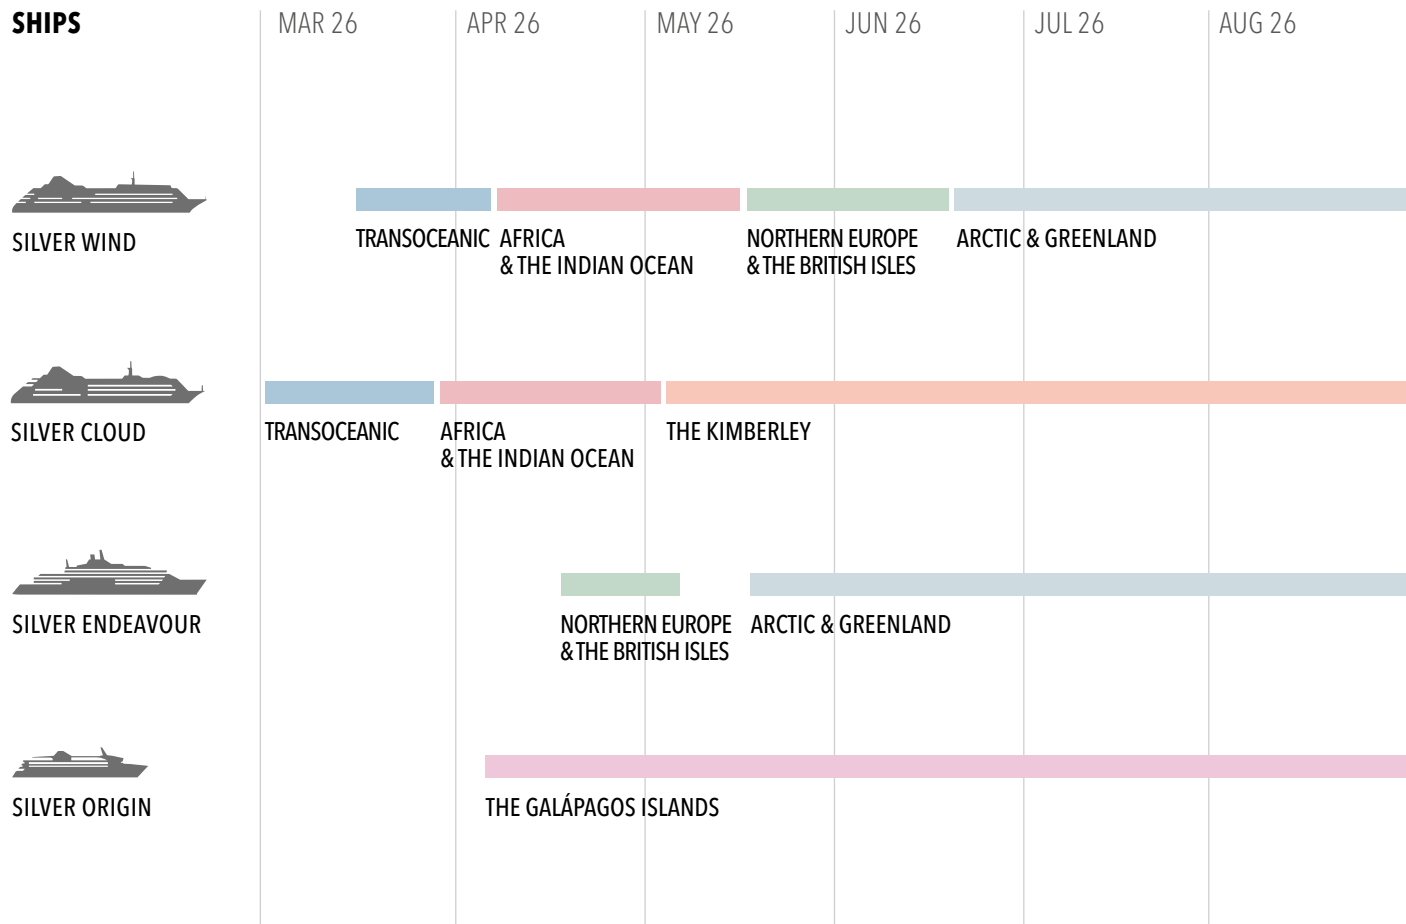 SHIPS MAR 26 APR 26 MAY 26 JUN 26 JUL 26 AUG 26
SILVER WIND
TRANSOCEANIC
AFRICA
& THE INDIAN OCEAN
NORTHERN EUROPE
& THE BRITISH ISLES
ARCTIC & GREENLAND
SILVER CLOUD
TRANSOCEANIC
AFRICA
& THE INDIAN OCEAN
THE KIMBERLEY
SILVER ENDEAVOUR
NORTHERN EUROPE
& THE BRITISH ISLES
ARCTIC & GREENLAND
SILVER ORIGIN
THE GALÁPAGOS ISLANDS